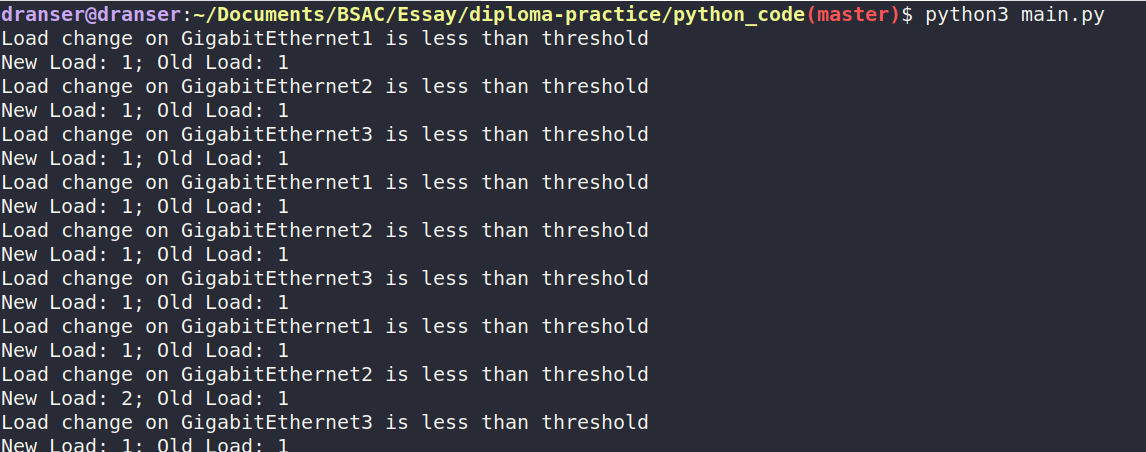 dranser@dranser:~/Documents/BSAC/Essay/diploma-practice/python_code(master)$ python3 main.py
Load change on GigabitEthernet1 is less than threshold
New Load: 1; Old Load: 1
Load change on GigabitEthernet2 is less than threshold
New Load: 1; Old Load: 1
Load change on GigabitEthernet3 is less than threshold
New Load: 1; Old Load: 1
Load change on GigabitEthernet1 is less than threshold
New Load: 1; Old Load: 1
Load change on GigabitEthernet2 is less than threshold
New Load: 1; Old Load: 1
Load change on GigabitEthernet3 is less than threshold
New Load: 1; Old Load: 1
Load change on GigabitEthernet1 is less than threshold
New Load: 1; Old Load: 1
Load change on GigabitEthernet2 is less than threshold
New Load: 2; Old Load: 1
Load change on GigabitEthernet3 is less than threshold
New Load: 1; Old Load: 1